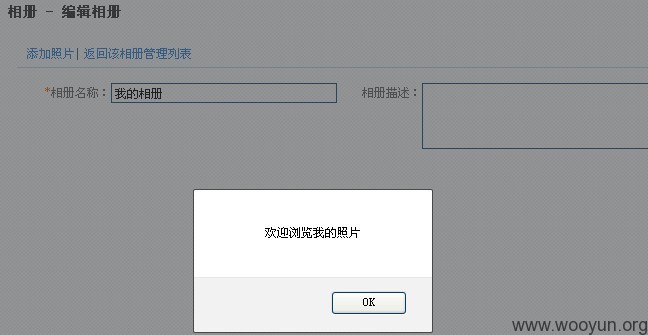 相册 - 编辑相册
添加照片| 返回该相册管理列表
*相册名称： 我的相册 相册描述：
欢迎浏览我的照片
OK
www.wooyun.org